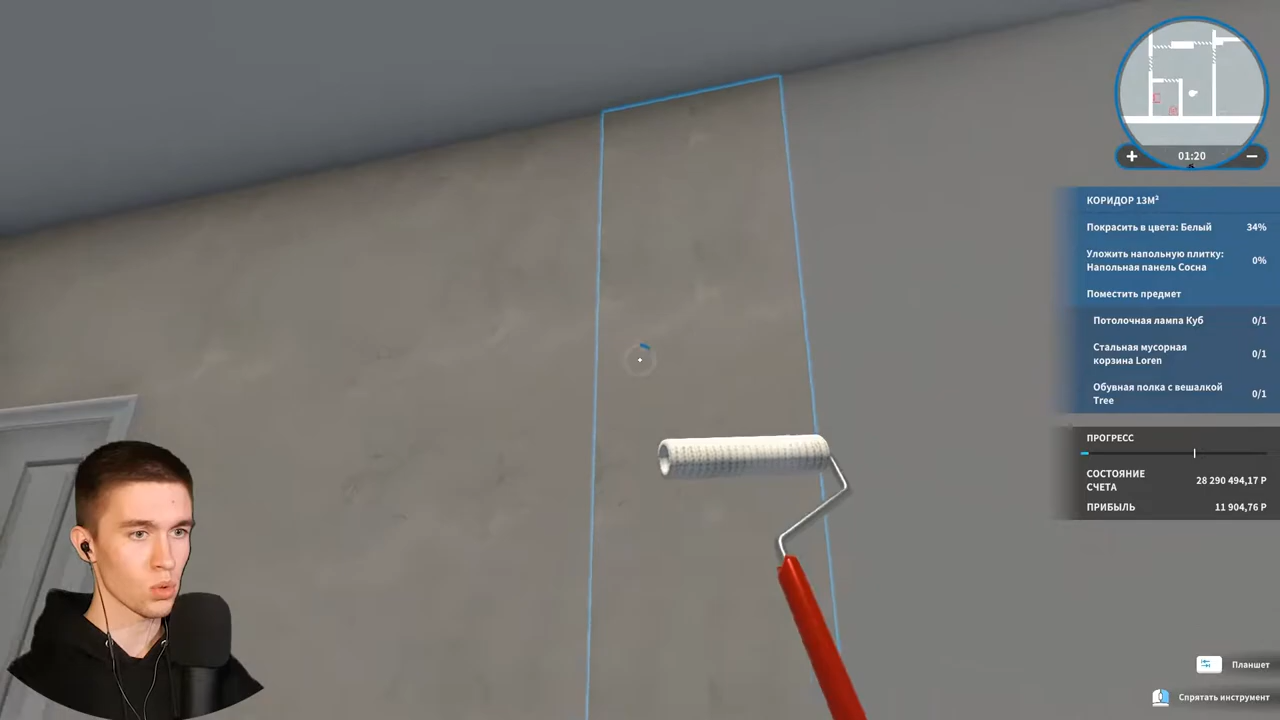 + 01:20 −
КОРИДОР 13М²
Покрасить в цвета: Белый 34%
Уложить напольную плитку:
Напольная панель Сосна 0%
Поместить предмет
Потолочная лампа Куб 0/1
Стальная мусорная
корзина Loren 0/1
Обувная полка с вешалкой
Tree 0/1
ПРОГРЕСС
СОСТОЯНИЕ
СЧЕТА 28 290 494,17 Р
ПРИБЫЛЬ 11 904,76 Р
Планшет
Спрятать инструмент